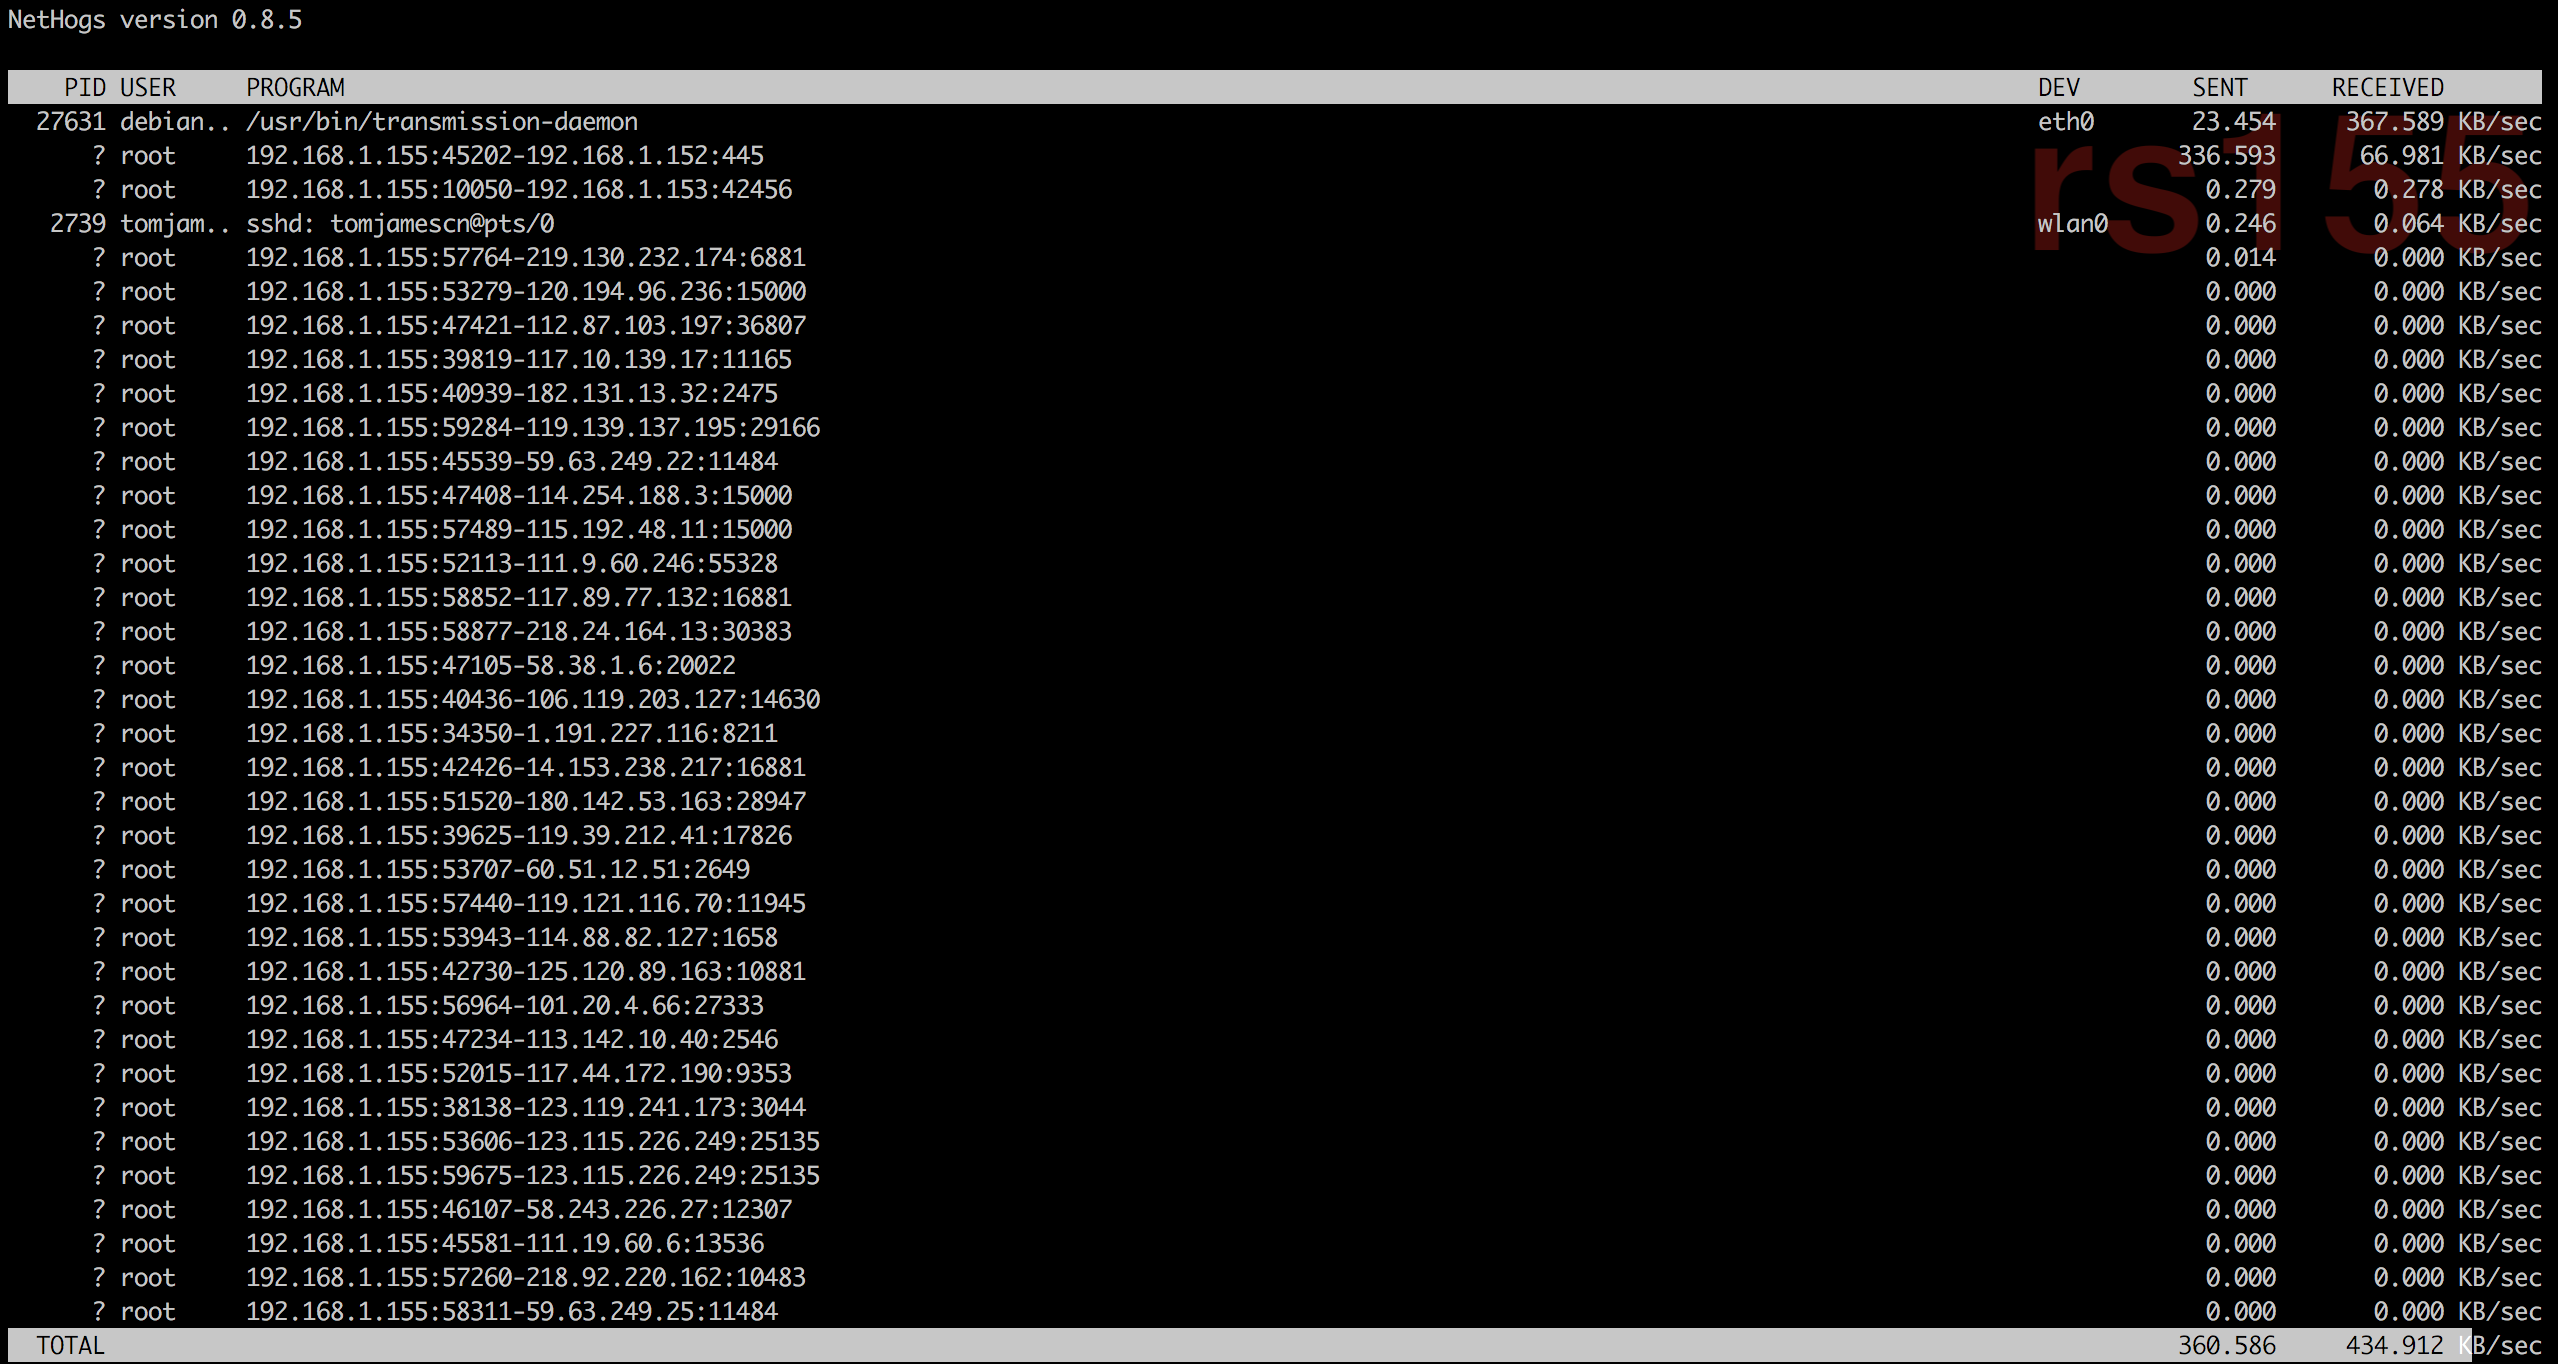 NetHogs version 0.8.5
PID USER PROGRAM DEV SENT RECEIVED
27631 debian.. /usr/bin/transmission-daemon eth0 23.454 367.589 KB/sec
? root 192.168.1.155:45202-192.168.1.152:445 336.593 66.981 KB/sec
? root 192.168.1.155:10050-192.168.1.153:42456 0.279 0.278 KB/sec
rs155
2739 tomjam.. sshd: tomjamescn@pts/0 wlan0 0.246 0.064 KB/sec
? root 192.168.1.155:57764-219.130.232.174:6881 0.014 0.000 KB/sec
? root 192.168.1.155:53279-120.194.96.236:15000 0.000 0.000 KB/sec
? root 192.168.1.155:47421-112.87.103.197:36807 0.000 0.000 KB/sec
? root 192.168.1.155:39819-117.10.139.17:11165 0.000 0.000 KB/sec
? root 192.168.1.155:40939-182.131.13.32:2475 0.000 0.000 KB/sec
? root 192.168.1.155:59284-119.139.137.195:29166 0.000 0.000 KB/sec
? root 192.168.1.155:45539-59.63.249.22:11484 0.000 0.000 KB/sec
? root 192.168.1.155:47408-114.254.188.3:15000 0.000 0.000 KB/sec
? root 192.168.1.155:57489-115.192.48.11:15000 0.000 0.000 KB/sec
? root 192.168.1.155:52113-111.9.60.246:55328 0.000 0.000 KB/sec
? root 192.168.1.155:58852-117.89.77.132:16881 0.000 0.000 KB/sec
? root 192.168.1.155:58877-218.24.164.13:30383 0.000 0.000 KB/sec
? root 192.168.1.155:47105-58.38.1.6:20022 0.000 0.000 KB/sec
? root 192.168.1.155:40436-106.119.203.127:14630 0.000 0.000 KB/sec
? root 192.168.1.155:34350-1.191.227.116:8211 0.000 0.000 KB/sec
? root 192.168.1.155:42426-14.153.238.217:16881 0.000 0.000 KB/sec
? root 192.168.1.155:51520-180.142.53.163:28947 0.000 0.000 KB/sec
? root 192.168.1.155:39625-119.39.212.41:17826 0.000 0.000 KB/sec
? root 192.168.1.155:53707-60.51.12.51:2649 0.000 0.000 KB/sec
? root 192.168.1.155:57440-119.121.116.70:11945 0.000 0.000 KB/sec
? root 192.168.1.155:53943-114.88.82.127:1658 0.000 0.000 KB/sec
? root 192.168.1.155:42730-125.120.89.163:10881 0.000 0.000 KB/sec
? root 192.168.1.155:56964-101.20.4.66:27333 0.000 0.000 KB/sec
? root 192.168.1.155:47234-113.142.10.40:2546 0.000 0.000 KB/sec
? root 192.168.1.155:52015-117.44.172.190:9353 0.000 0.000 KB/sec
? root 192.168.1.155:38138-123.119.241.173:3044 0.000 0.000 KB/sec
? root 192.168.1.155:53606-123.115.226.249:25135 0.000 0.000 KB/sec
? root 192.168.1.155:59675-123.115.226.249:25135 0.000 0.000 KB/sec
? root 192.168.1.155:46107-58.243.226.27:12307 0.000 0.000 KB/sec
? root 192.168.1.155:45581-111.19.60.6:13536 0.000 0.000 KB/sec
? root 192.168.1.155:57260-218.92.220.162:10483 0.000 0.000 KB/sec
? root 192.168.1.155:58311-59.63.249.25:11484 0.000 0.000 KB/sec
TOTAL 360.586 434.912 KB/sec